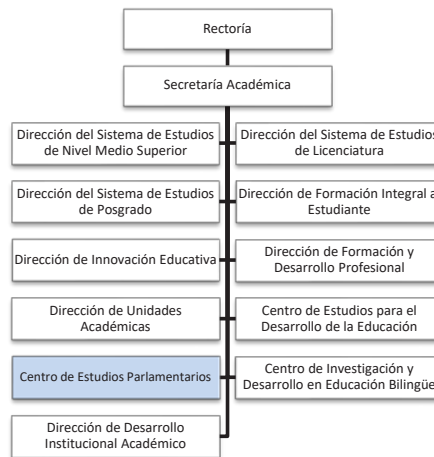 Rectoría
Secretaría Académica
Dirección del Sistema de Estudios
de Nivel Medio Superior
Dirección del Sistema de Estudios
de Licenciatura
Dirección del Sistema de Estudios
de Posgrado
Dirección de Formación Integral a
Estudiante
Dirección de Innovación Educativa
Dirección de Formación y
Desarrollo Profesional
Dirección de Unidades
Académicas
Centro de Estudios para el
Desarrollo de la Educación
Centro de Estudios Parlamentarios
Centro de Investigación y
Desarrollo en Educación Bilingüe
Dirección de Desarrollo
Institucional Académico